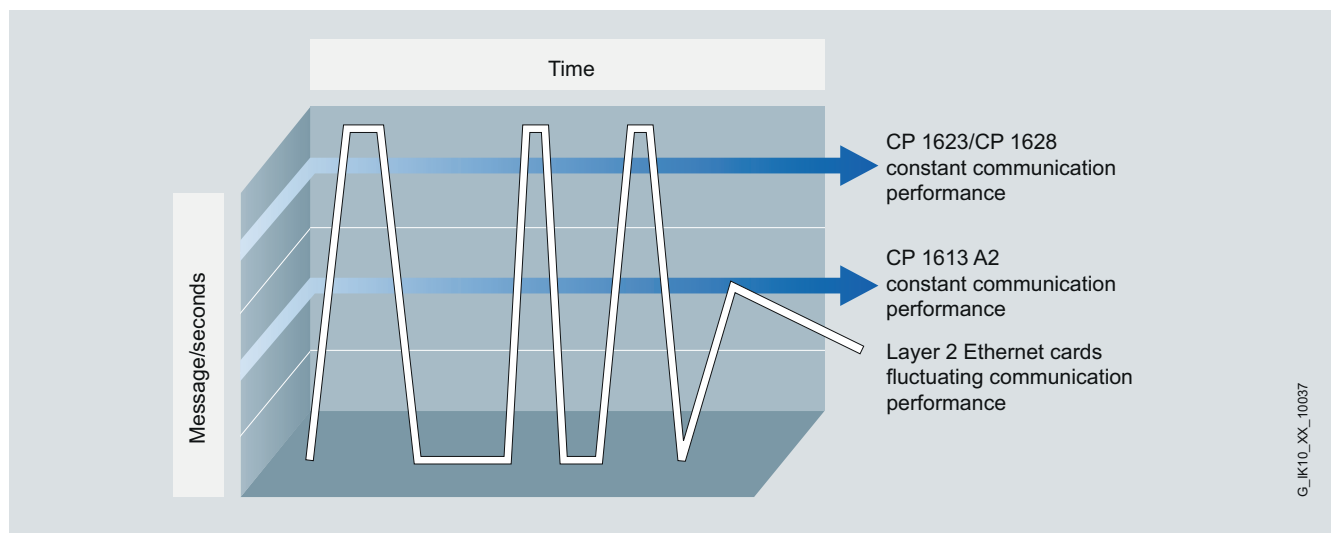 Time
Message/seconds
CP 1623/CP 1628
constant communication
performance
CP 1613 A2
constant communication
performance
Layer 2 Ethernet cards
fluctuating communication
performance
G_IK10_XX_10037